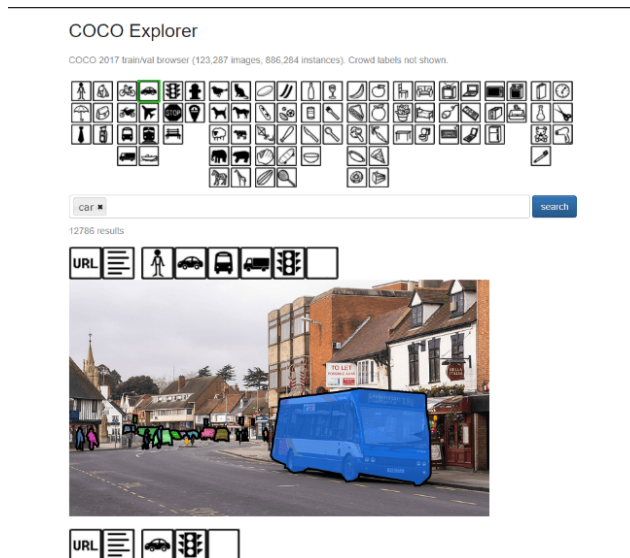 COCO Explorer
COCO 2017 train/val browser (123,287 images, 886,284 instances). Crowd labels not shown.
STOP
car ✖
search
12786 results
URL
TO LET
URL